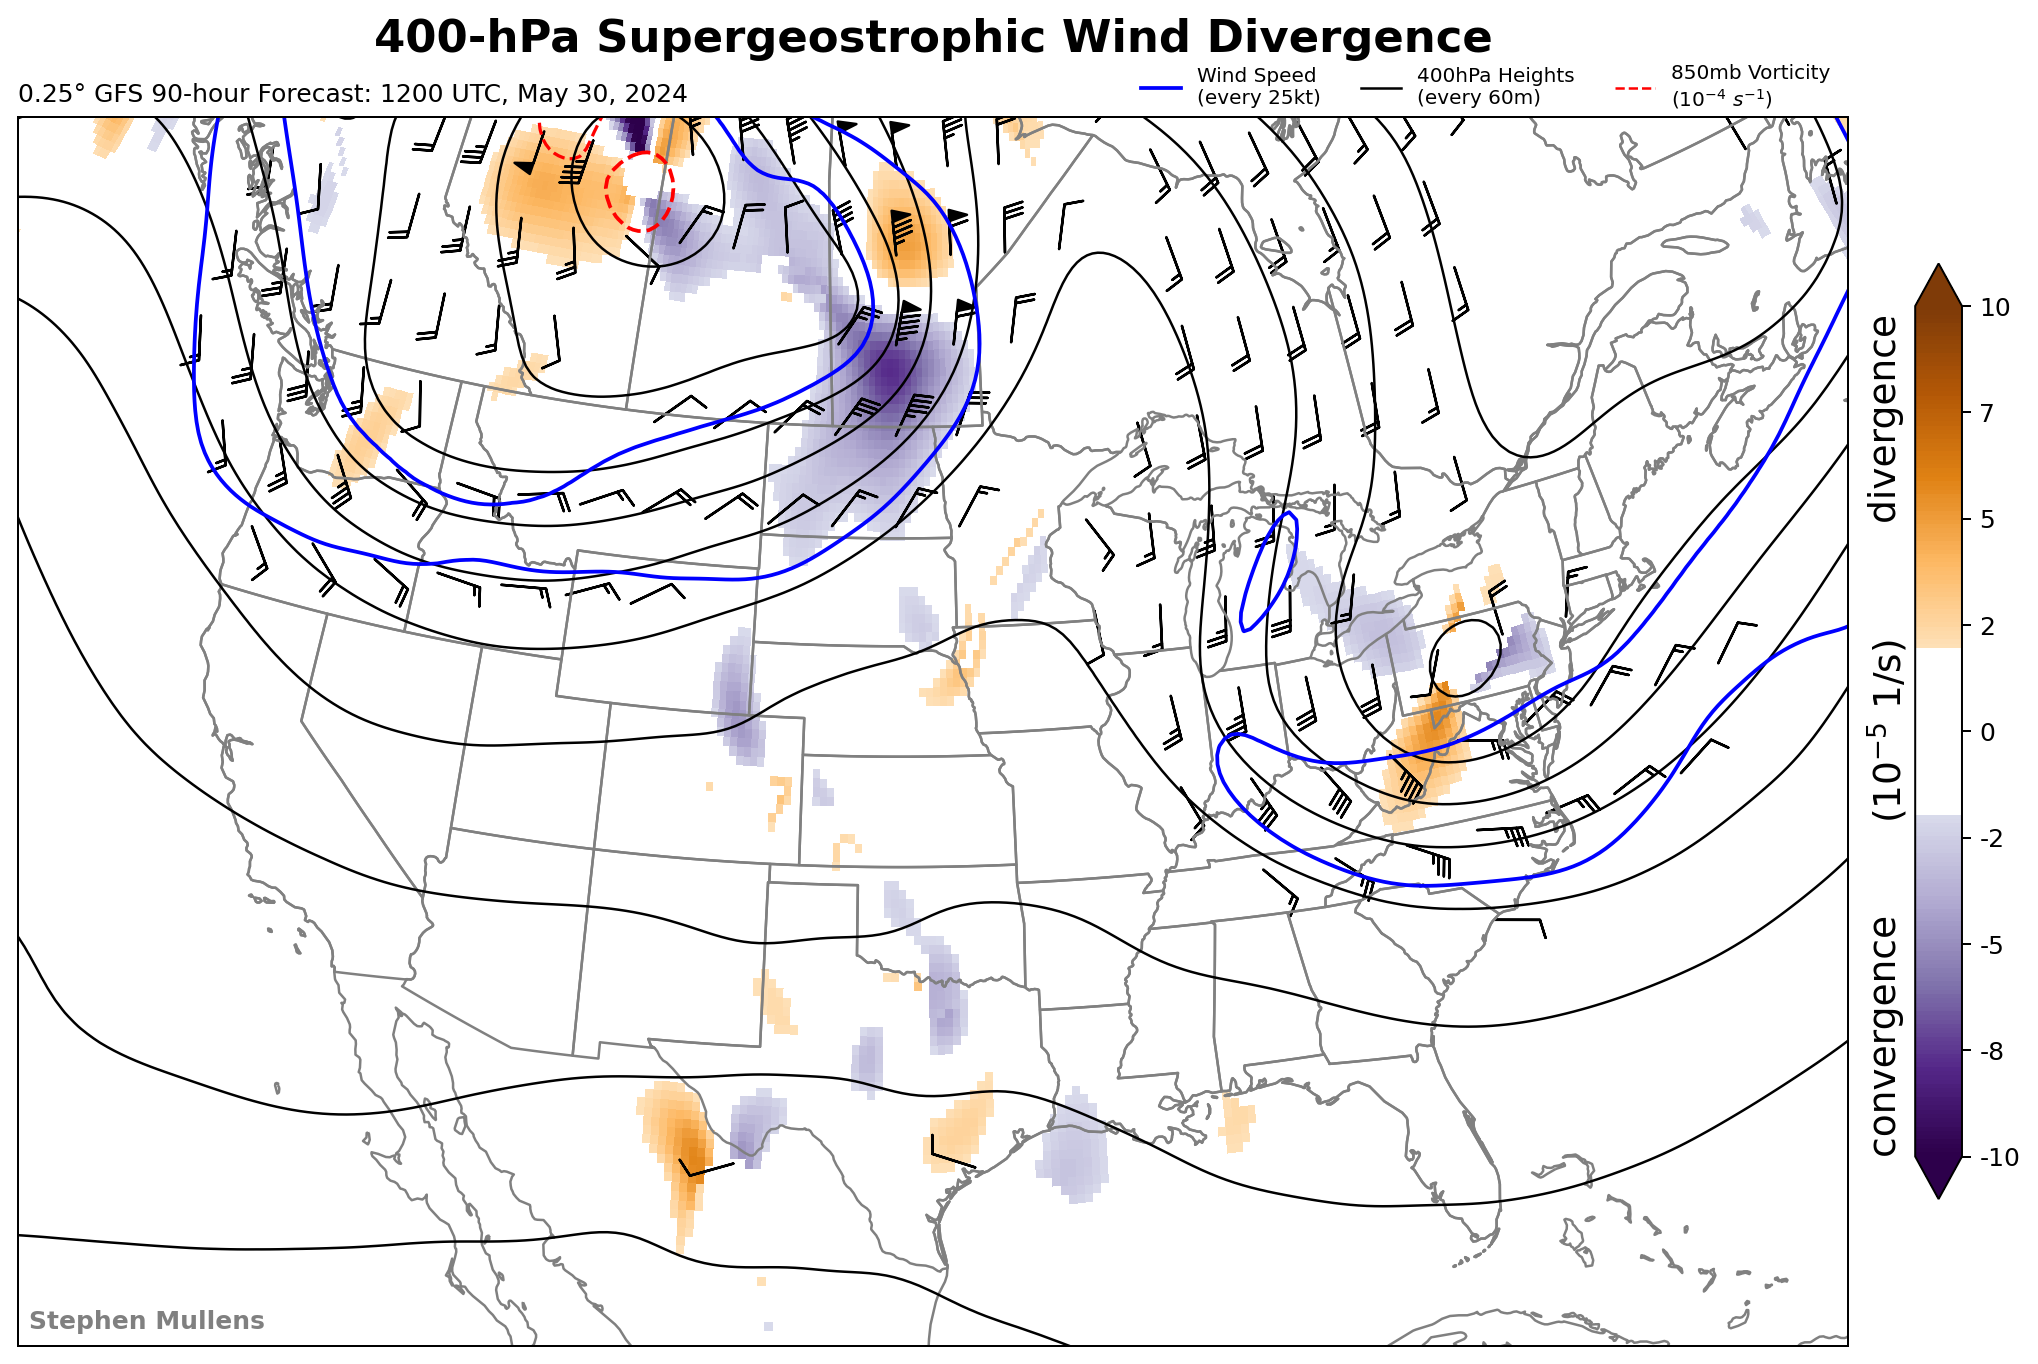 400-hPa Supergeostrophic Wind Divergence
0.25° GFS 90-hour Forecast: 1200 UTC, May 30, 2024
Wind Speed
(every 25kt)
400hPa Heights
(every 60m)
850mb Vorticity
(10⁻⁴ s⁻¹)
convergence (10⁻⁵ 1/s) divergence
10
7
5
2
0
-2
-5
-8
-10
Stephen Mullens